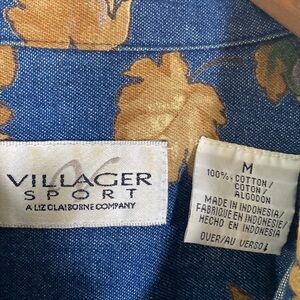 VILLAGER
SPORT
A LIZ CLAIBORNE COMPANY
M
100% COTTON/
COTON/
ALGODON
MADE IN INDONESIA/
FABRIQUE EN INDONESIE/
HECHO EN INDONESIA
OVER/AU VERSO